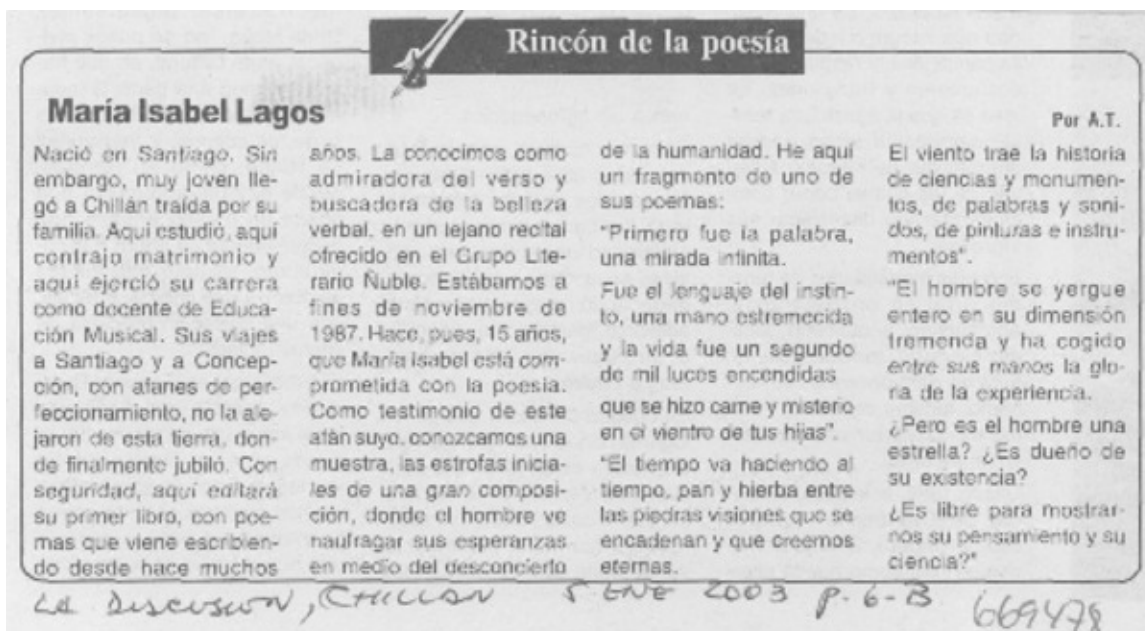 Rincón de la poesía
María Isabel Lagos
Por A.T.
Nació en Santiago. Sin
embargo, muy joven lle-
gó a Chillán traída por su
familia. Aquí estudió, aquí
contrajo matrimonio y
aquí ejerció su carrera
como docente de Educa-
ción Musical. Sus viajes
a Santiago y a Concep-
ción, con afanes de per-
feccionamiento, no la ale-
jaron de esta tierra, don-
de finalmente jubiló. Con
seguridad, aquí editará
su primer libro, con poe-
mas que viene escribien-
do desde hace muchos
años. La conocimos como
admiradora del verso y
buscadora de la belleza
verbal, en un lejano recital
ofrecido en el Grupo Lite-
rario Ñuble. Estábamos a
fines de noviembre de
1987. Hace, pues, 15 años,
que María Isabel está com-
prometida con la poesía.
Como testimonio de este
afán suyo, conozcamos una
muestra, las estrofas inicia-
les de una gran composi-
ción, donde el hombre ve
naufragar sus esperanzas
en medio del desconcierto
de la humanidad. He aquí
un fragmento de uno de
sus poemas:
"Primero fue la palabra,
una mirada infinita.
Fue el lenguaje del instin-
to, una mano estremecida
y la vida fue un segundo
de mil luces encendidas
que se hizo carne y misterio
en el vientre de tus hijas".
"El tiempo va haciendo al
tiempo, pan y hierba entre
las piedras visiones que se
encadenan y que creemos
eternas.
El viento trae la historia
de ciencias y monumen-
tos, de palabras y soni-
dos, de pinturas e instru-
mentos".
"El hombre se yergue
entero en su dimensión
tremenda y ha cogido
entre sus manos la glo-
ria de la experiencia.
¿Pero es el hombre una
estrella? ¿Es dueño de
su existencia?
¿Es libre para mostrar-
nos su pensamiento y su
ciencia?"
LA DISCUSION, CHILLAN 5 ENE 2003 P. 6-B 669478